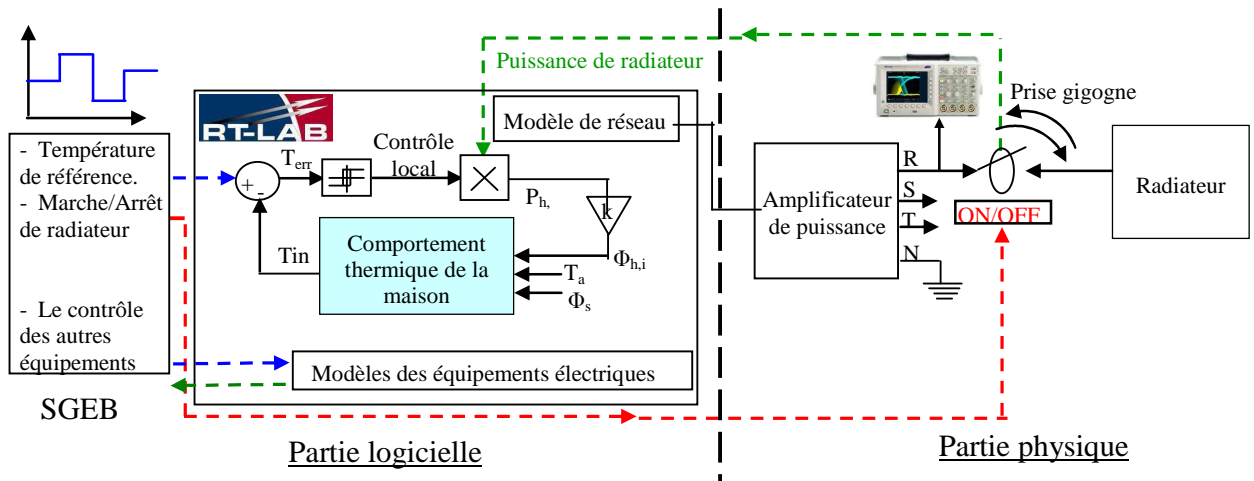 Puissance de radiateur
Prise gigogne
RT-LAB
Modèle de réseau
- Température
de référence.
- Marche/Arrêt
de radiateur
- Le contrôle
des autres
équipements
SGEB
+
-
Terr
Contrôle
local
Ph,
k
Comportement
thermique de la
maison
Tin
Φh,i
Ta
Φs
Modèles des équipements électriques
Amplificateur
de puissance
R
S
T
N
ON/OFF
Radiateur
Partie logicielle
Partie physique